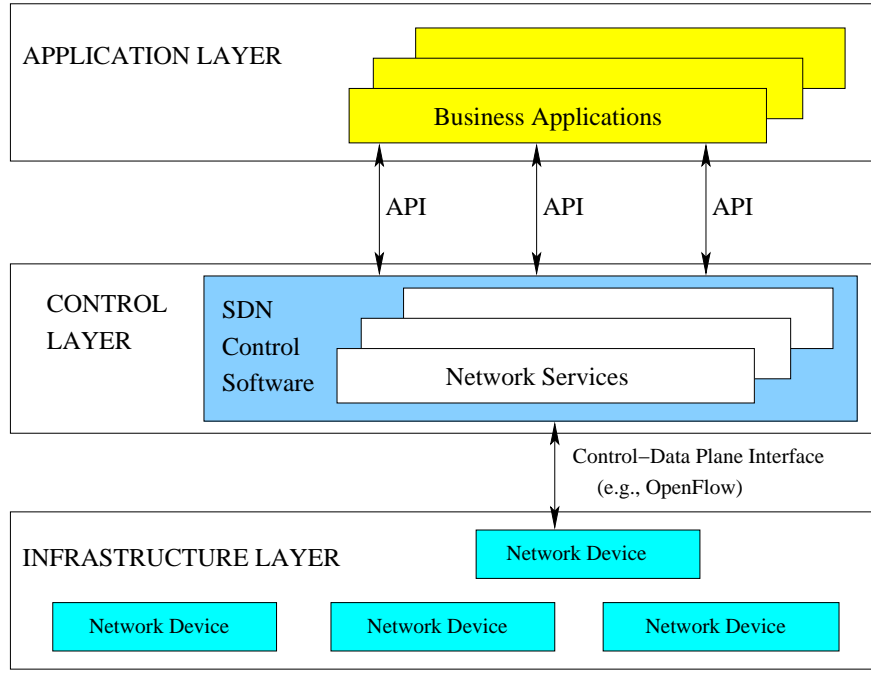 APPLICATION LAYER
Business Applications
API
API
API
CONTROL
LAYER
SDN
Control
Software
Network Services
Control−Data Plane Interface
(e.g., OpenFlow)
INFRASTRUCTURE LAYER
Network Device
Network Device
Network Device
Network Device